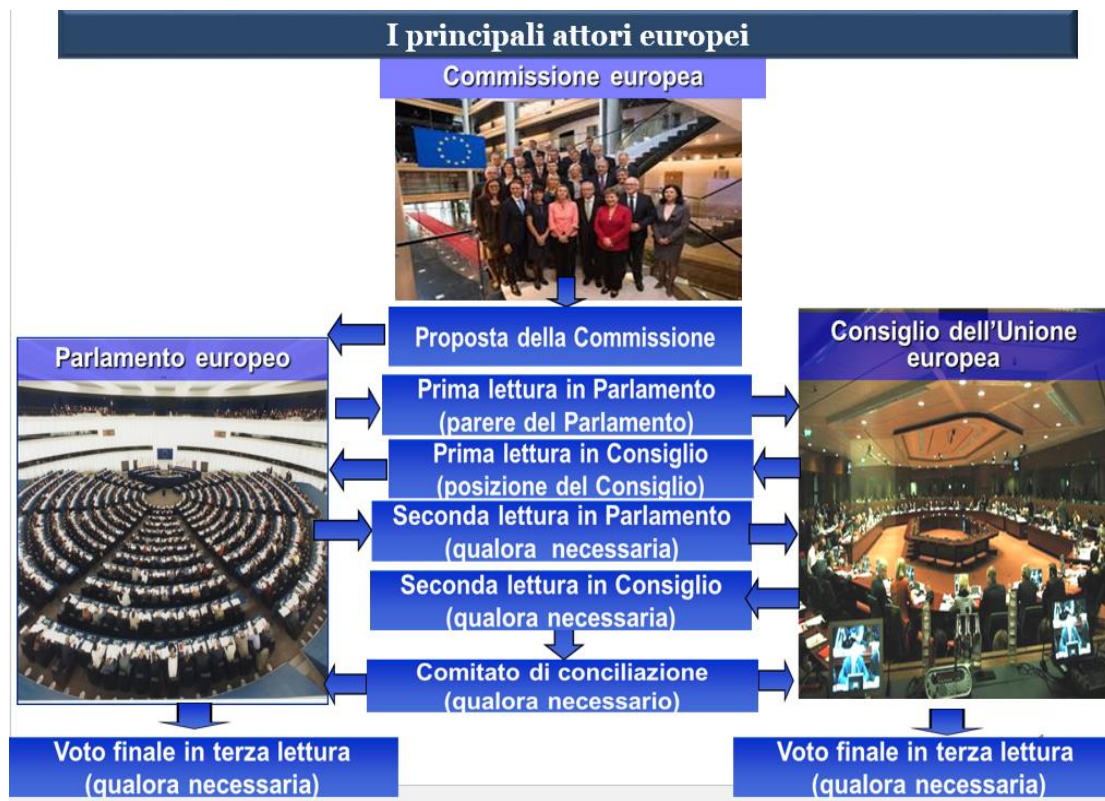 I principali attori europei
Commissione europea
Proposta della Commissione
Parlamento europeo
Consiglio dell'Unione
europea
Prima lettura in Parlamento
(parere del Parlamento)
Prima lettura in Consiglio
(posizione del Consiglio)
Seconda lettura in Parlamento
(qualora necessaria)
Seconda lettura in Consiglio
(qualora necessaria)
Comitato di conciliazione
(qualora necessario)
Voto finale in terza lettura
(qualora necessaria)
Voto finale in terza lettura
(qualora necessaria)